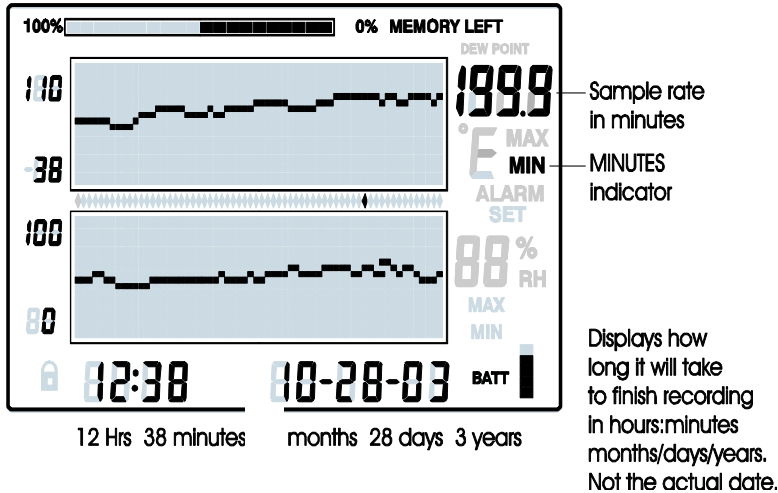 100% 0% MEMORY LEFT
DEW POINT
110
199.9
Sample rate
in minutes
°E MAX
-38
MIN
MINUTES
indicator
ALARM
SET
100
88 %
RH
MAX
0
MIN
12:38 10-28-03 BATT
12 Hrs 38 minutes months 28 days 3 years
Displays how
long it will take
to finish recording
in hours:minutes
months/days/years.
Not the actual date.